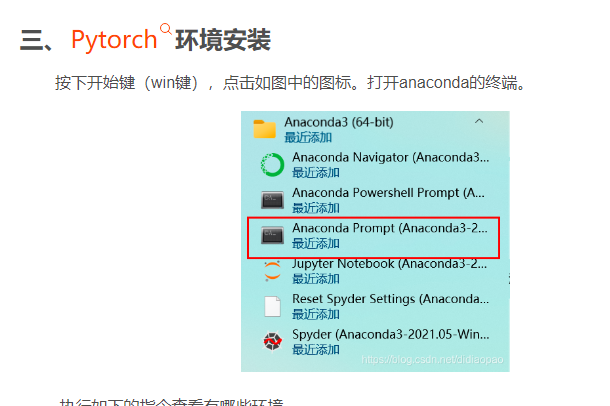 三、Pytorch环境安装
按下开始键（win键），点击如图中的图标。打开anaconda的终端。
Anaconda3 (64-bit)
最近添加
Anaconda Navigator (Anaconda3...
最近添加
Anaconda Powershell Prompt (A...
最近添加
Anaconda Prompt (Anaconda3-2...
最近添加
Jupyter Notebook (Anaconda3-2...
最近添加
Reset Spyder Settings (Anaconda...
最近添加
Spyder (Anaconda3-2021.05-Win...
最近添加
https://blog.csdn.net/didiaopao
执行如下的指令查看有哪些环境